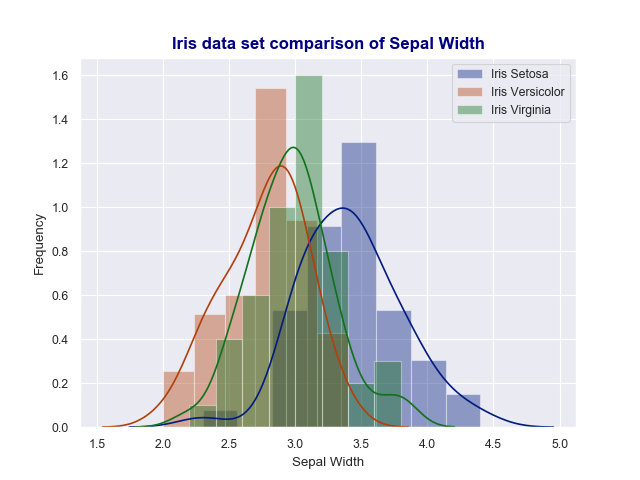 Iris data set comparison of Sepal Width
Iris Setosa
Iris Versicolor
Iris Virginia
Frequency
1.6
1.4
1.2
1.0
0.8
0.6
0.4
0.2
0.0
1.5 2.0 2.5 3.0 3.5 4.0 4.5 5.0
Sepal Width